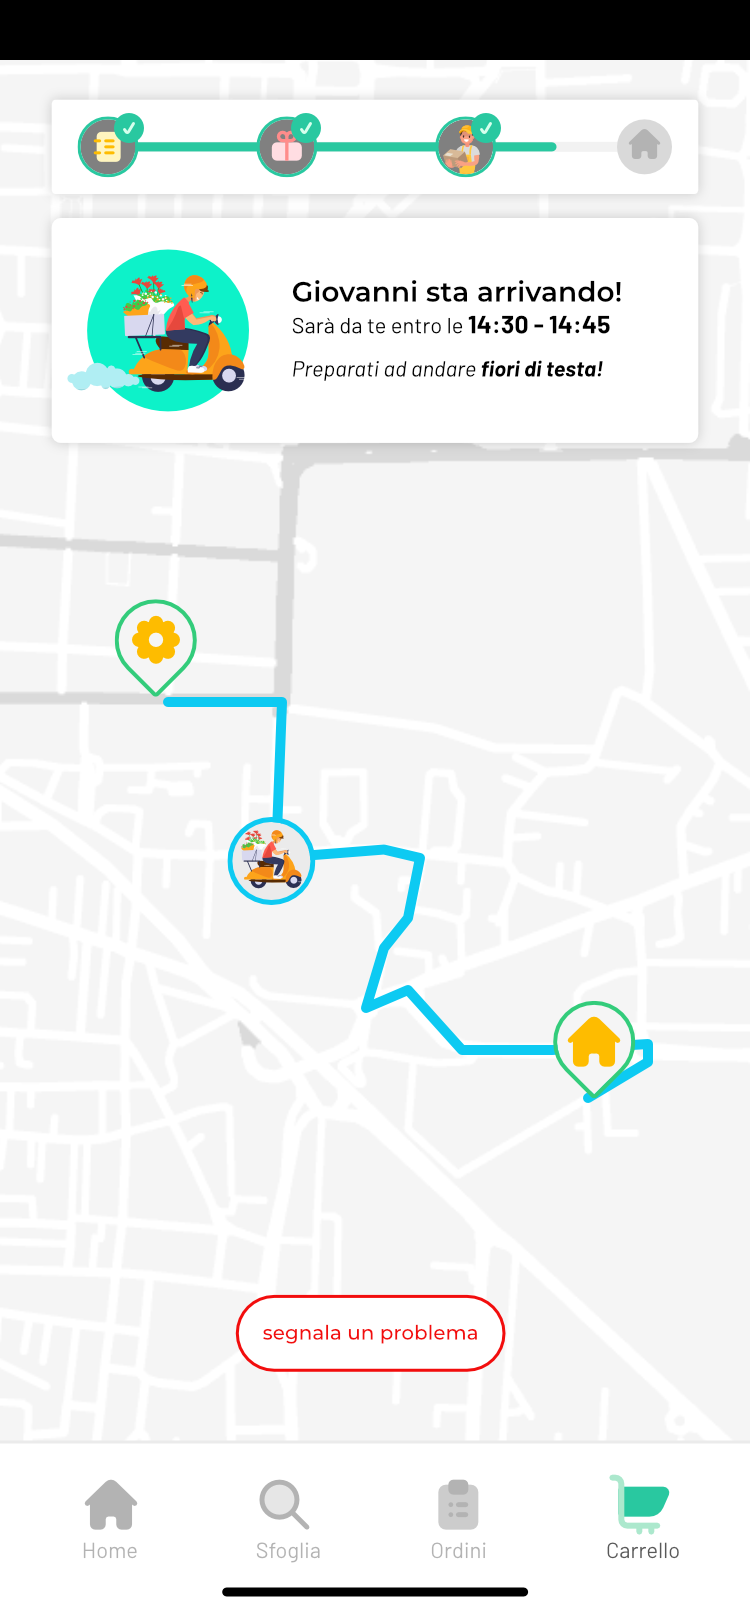 Giovanni sta arrivando!
Sarà da te entro le 14:30 - 14:45
Preparati ad andare fiori di testa!
segnala un problema
Home
Sfoglia
Ordini
Carrello